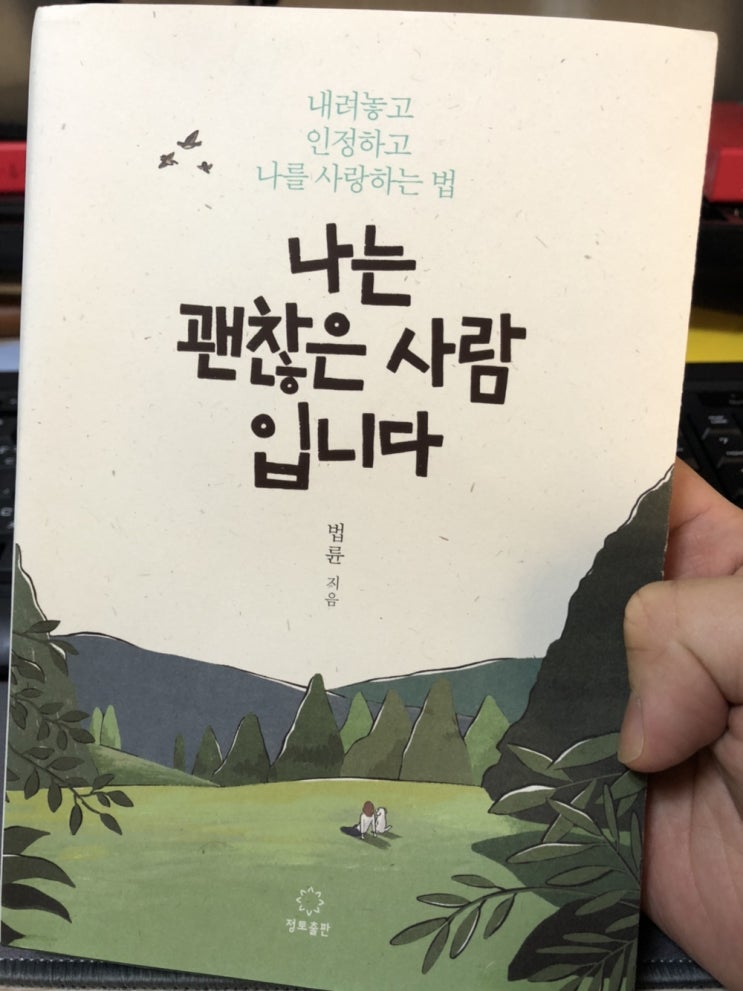 내려놓고
인정하고
나를 사랑하는 법
나는
괜찮은 사람
입니다
법륜 지음
정토출판